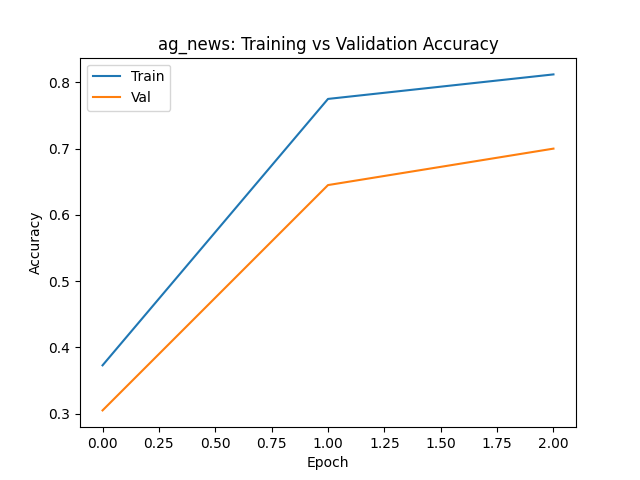 ag_news: Training vs Validation Accuracy
Train
Val
0.8
0.7
0.6
0.5
0.4
0.3
Accuracy
0.00 0.25 0.50 0.75 1.00 1.25 1.50 1.75 2.00
Epoch